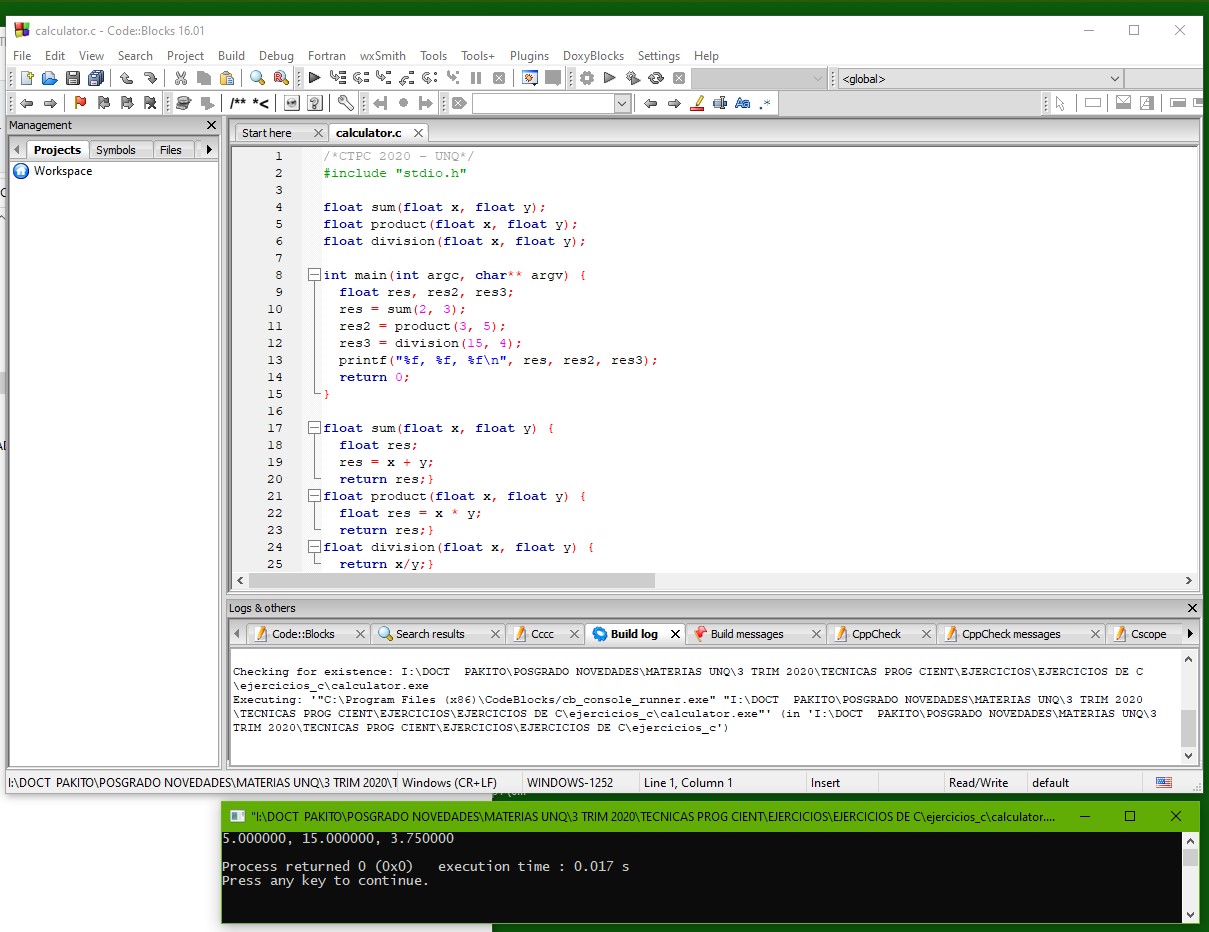 calculator.c - Code::Blocks 16.01
File Edit View Search Project Build Debug Fortran wxSmith Tools Tools+ Plugins DoxyBlocks Settings Help
<global>
/** *<
Aa .*
Management
Projects Symbols Files
Workspace
Start here calculator.c
1 /*CTPC 2020 - UNQ*/
2 #include "stdio.h"
3
4 float sum(float x, float y);
5 float product(float x, float y);
6 float division(float x, float y);
7
8 int main(int argc, char** argv) {
9 float res, res2, res3;
10 res = sum(2, 3);
11 res2 = product(3, 5);
12 res3 = division(15, 4);
13 printf("%f, %f, %f\n", res, res2, res3);
14 return 0;
15 }
16
17 float sum(float x, float y) {
18 float res;
19 res = x + y;
20 return res;}
21 float product(float x, float y) {
22 float res = x * y;
23 return res;}
24 float division(float x, float y) {
25 return x/y;}
Logs & others
Code::Blocks Search results Cccc Build log Build messages CppCheck CppCheck messages Cscope
Checking for existence: I:\DOCT  PAKITO\POSGRADO NOVEDADES\MATERIAS UNQ\3 TRIM 2020\TECNICAS PROG CIENT\EJERCICIOS\EJERCICIOS DE C
\ejercicios_c\calculator.exe
Executing: '"C:\Program Files (x86)\CodeBlocks/cb_console_runner.exe" "I:\DOCT  PAKITO\POSGRADO NOVEDADES\MATERIAS UNQ\3 TRIM 2020
\TECNICAS PROG CIENT\EJERCICIOS\EJERCICIOS DE C\ejercicios_c\calculator.exe"' (in 'I:\DOCT  PAKITO\POSGRADO NOVEDADES\MATERIAS UNQ\3
TRIM 2020\TECNICAS PROG CIENT\EJERCICIOS\EJERCICIOS DE C\ejercicios_c')
I:\DOCT  PAKITO\POSGRADO NOVEDADES\MATERIAS UNQ\3 TRIM 2020\T Windows (CR+LF) WINDOWS-1252 Line 1, Column 1 Insert Read/Write default
"I:\DOCT  PAKITO\POSGRADO NOVEDADES\MATERIAS UNQ\3 TRIM 2020\TECNICAS PROG CIENT\EJERCICIOS\EJERCICIOS DE C\ejercicios_c\calculator....
5.000000, 15.000000, 3.750000
Process returned 0 (0x0)   execution time : 0.017 s
Press any key to continue.